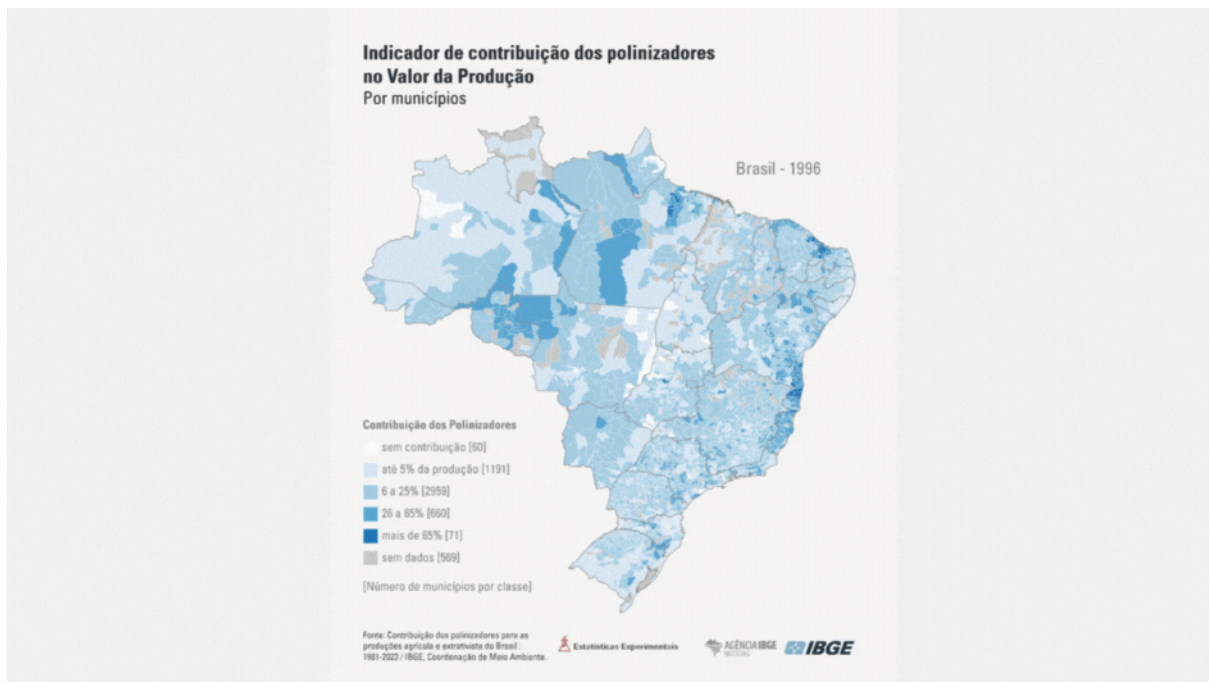 Indicador de contribuição dos polinizadores
no Valor da Produção
Por municípios
Brasil - 1996
Contribuição dos Polinizadores
sem contribuição [60]
até 5% da produção [1191]
6 a 25% [2959]
26 a 65% [660]
mais de 65% [71]
sem dados [569]
[Número de municípios por classe]
Fonte: Contribuição dos polinizadores para as
produções agrícola e extrativista do Brasil :
1981-2023 / IBGE, Coordenação de Meio Ambiente.
Estatísticas Experimentais
AGÊNCIA IBGE
NOTÍCIAS
IBGE